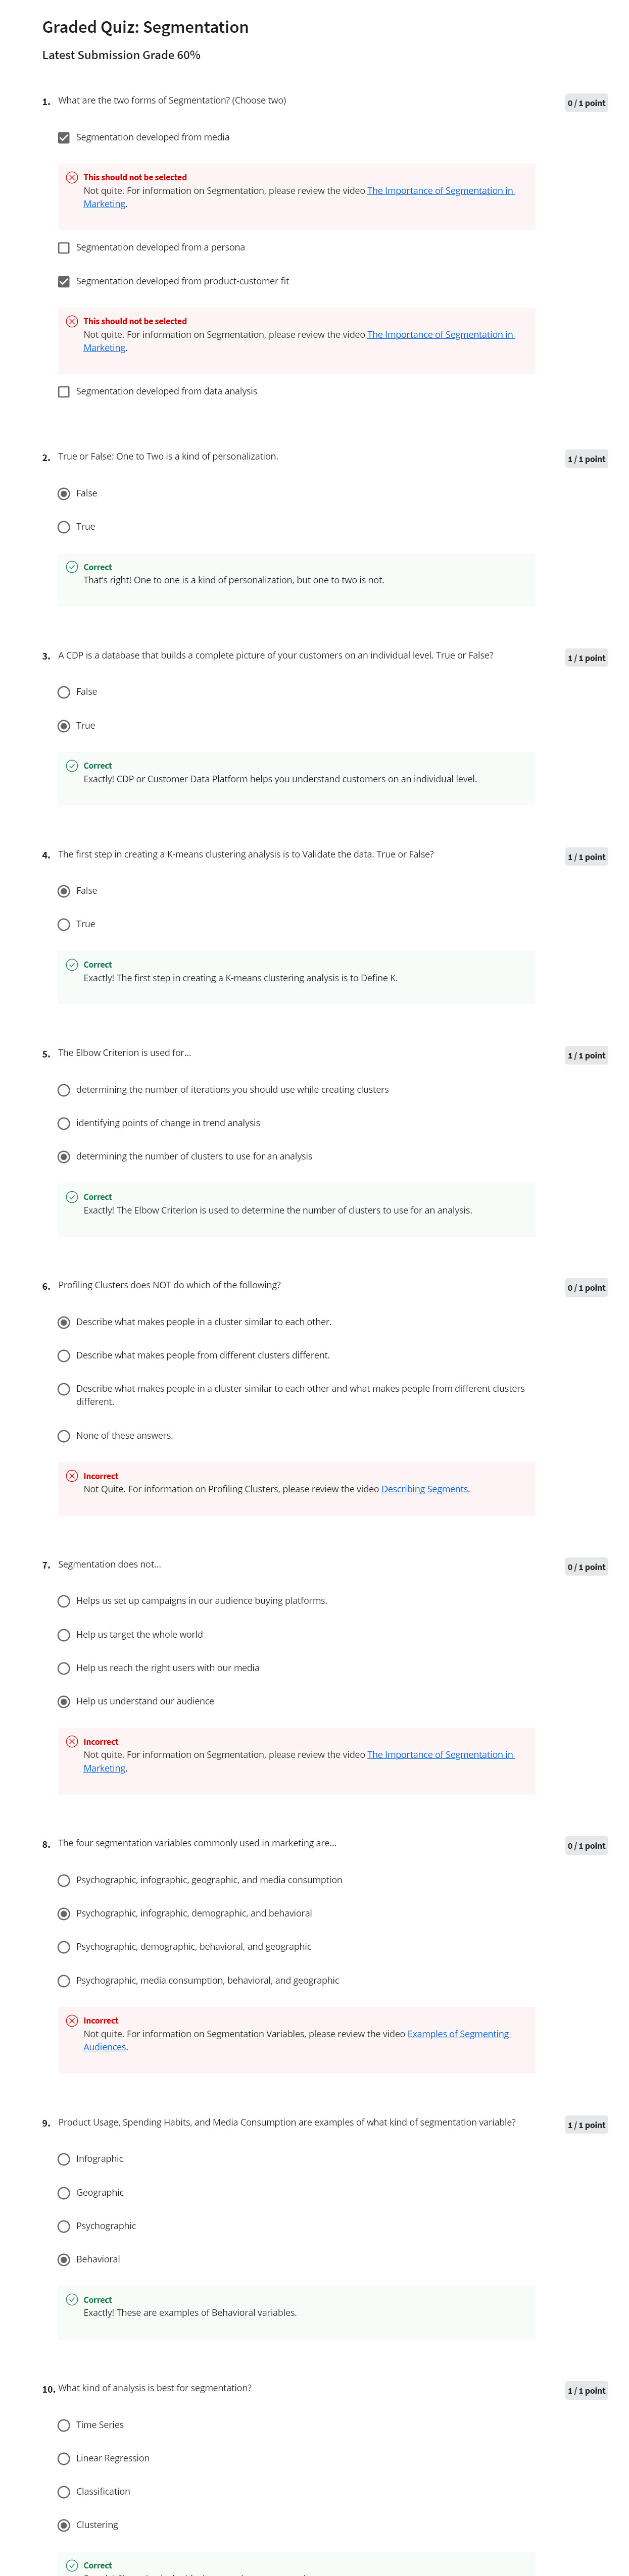 Graded Quiz: Segmentation
Latest Submission Grade 60%
1. What are the two forms of Segmentation? (Choose two)
0 / 1 point
Segmentation developed from media
This should not be selected
Not quite. For information on Segmentation, please review the video The Importance of Segmentation in
Marketing.
Segmentation developed from a persona
Segmentation developed from product-customer fit
This should not be selected
Not quite. For information on Segmentation, please review the video The Importance of Segmentation in
Marketing.
Segmentation developed from data analysis
2. True or False: One to Two is a kind of personalization.
1 / 1 point
False
True
Correct
That's right! One to one is a kind of personalization, but one to two is not.
3. A CDP is a database that builds a complete picture of your customers on an individual level. True or False?
1 / 1 point
False
True
Correct
Exactly! CDP or Customer Data Platform helps you understand customers on an individual level.
4. The first step in creating a K-means clustering analysis is to Validate the data. True or False?
1 / 1 point
False
True
Correct
Exactly! The first step in creating a K-means clustering analysis is to Define K.
5. The Elbow Criterion is used for...
1 / 1 point
determining the number of iterations you should use while creating clusters
identifying points of change in trend analysis
determining the number of clusters to use for an analysis
Correct
Exactly! The Elbow Criterion is used to determine the number of clusters to use for an analysis.
6. Profiling Clusters does NOT do which of the following?
0 / 1 point
Describe what makes people in a cluster similar to each other.
Describe what makes people from different clusters different.
Describe what makes people in a cluster similar to each other and what makes people from different clusters
different.
None of these answers.
Incorrect
Not Quite. For information on Profiling Clusters, please review the video Describing Segments.
7. Segmentation does not...
0 / 1 point
Helps us set up campaigns in our audience buying platforms.
Help us target the whole world
Help us reach the right users with our media
Help us understand our audience
Incorrect
Not quite. For information on Segmentation, please review the video The Importance of Segmentation in
Marketing.
8. The four segmentation variables commonly used in marketing are...
0 / 1 point
Psychographic, infographic, geographic, and media consumption
Psychographic, infographic, demographic, and behavioral
Psychographic, demographic, behavioral, and geographic
Psychographic, media consumption, behavioral, and geographic
Incorrect
Not quite. For information on Segmentation Variables, please review the video Examples of Segmenting
Audiences.
9. Product Usage, Spending Habits, and Media Consumption are examples of what kind of segmentation variable?
1 / 1 point
Infographic
Geographic
Psychographic
Behavioral
Correct
Exactly! These are examples of Behavioral variables.
10. What kind of analysis is best for segmentation?
1 / 1 point
Time Series
Linear Regression
Classification
Clustering
Correct